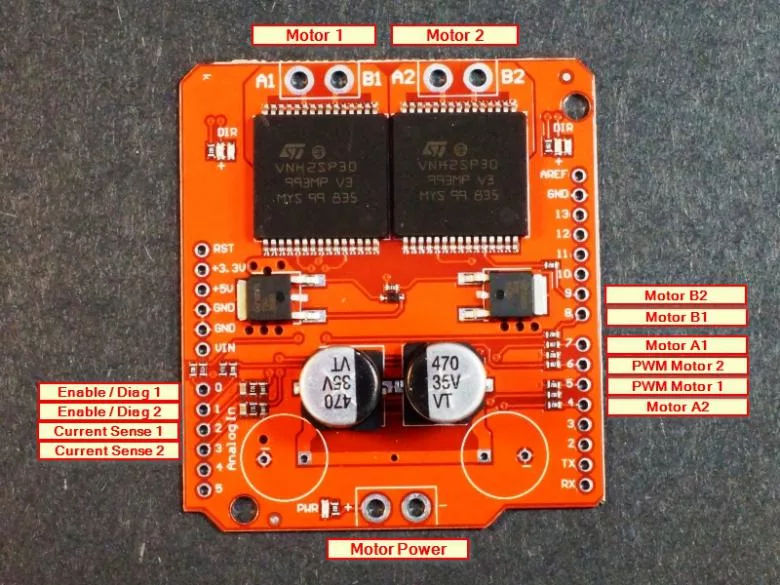 Motor 1
Motor 2
A1
B1
A2
B2
DIR
+
DIR
+
ST
VNH2SP30
993MP V3
MYS 99 835
ST
VNH2SP30
993MP V3
MYS 99 835
AREF
GND
13
12
11
10
9
8
7
6
5
4
3
2
TX
RX
RST
+3.3V
+5V
GND
GND
VIN
0
1
2
3
4
5
Analog In
Motor B2
Motor B1
Motor A1
PWM Motor 2
PWM Motor 1
Motor A2
Enable / Diag 1
Enable / Diag 2
Current Sense 1
Current Sense 2
470
35V
VT
470
35V
VT
PWR
+
-
Motor Power